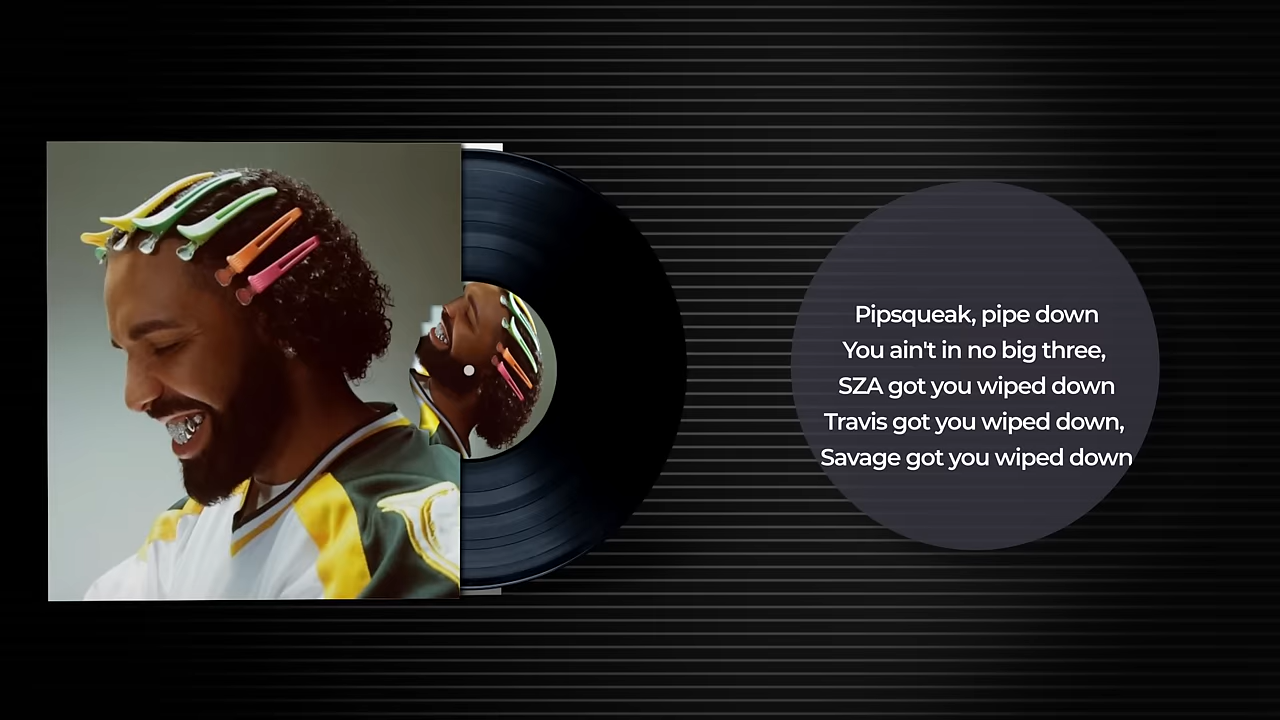 Pipsqueak, pipe down
You ain't in no big three,
SZA got you wiped down
Travis got you wiped down,
Savage got you wiped down